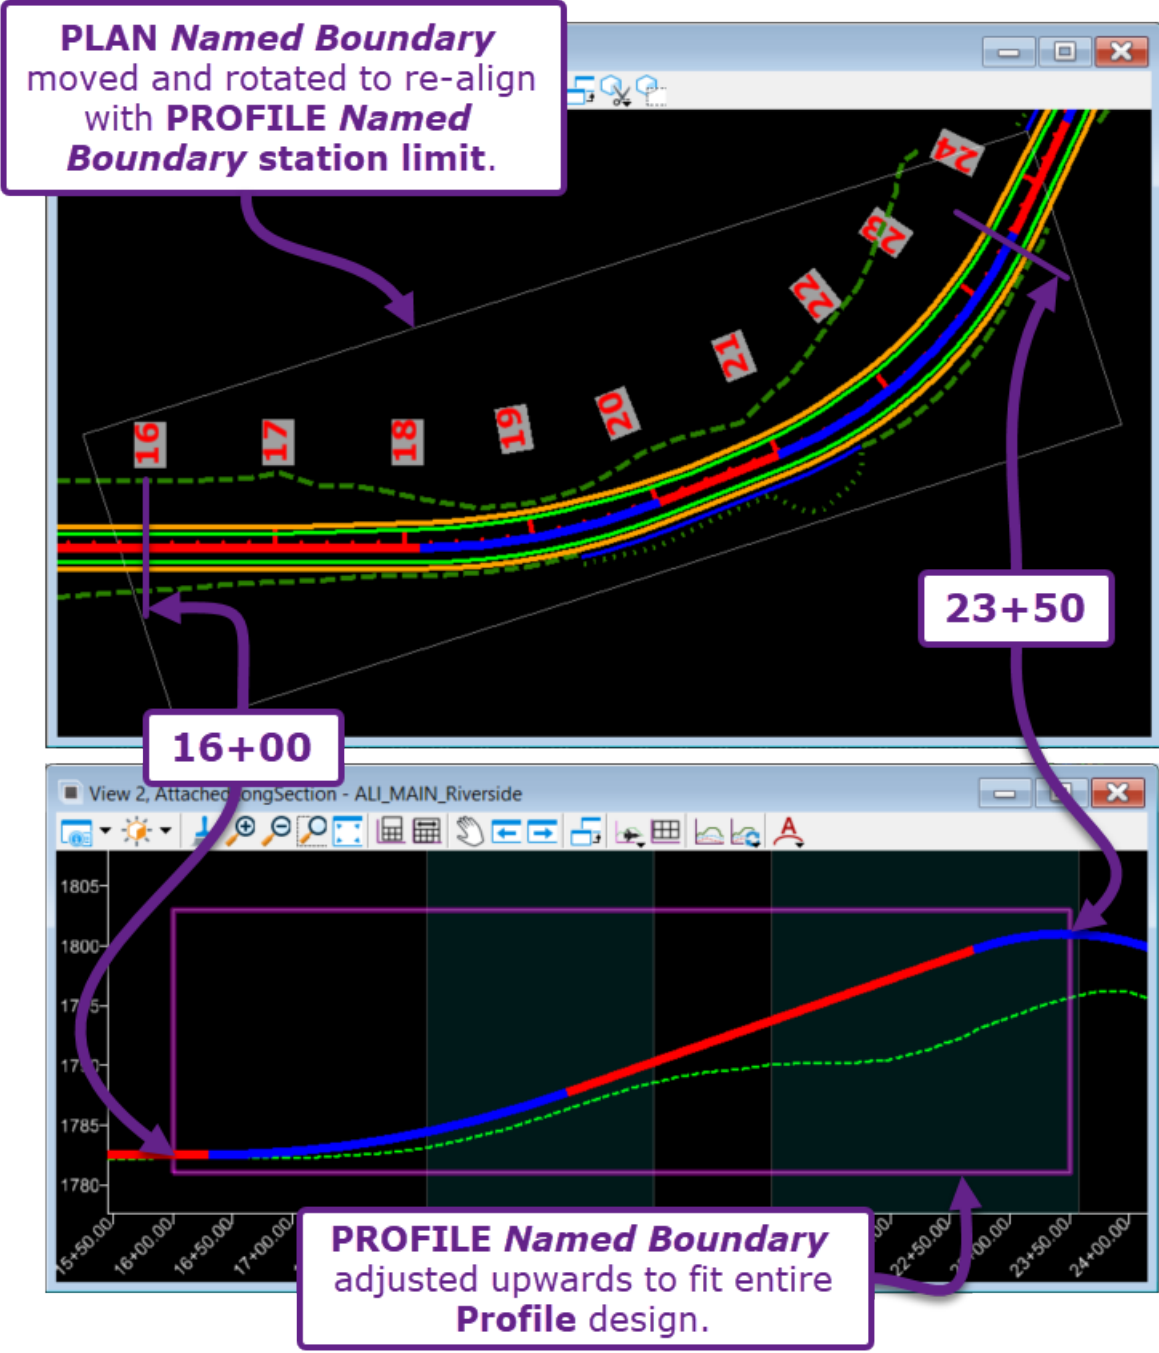 PLAN Named Boundary
moved and rotated to re-align
with PROFILE Named
Boundary station limit.
24
23
22
21
20
19
18
17
16
23+50
16+00
View 2, Attached ongSection - ALI_MAIN_Riverside
A
1805
1800
1785
1780
15+50.00
16+00.00
16+50.00
17+00.00
22+50.00
23+50.00
24+00.00
PROFILE Named Boundary
adjusted upwards to fit entire
Profile design.